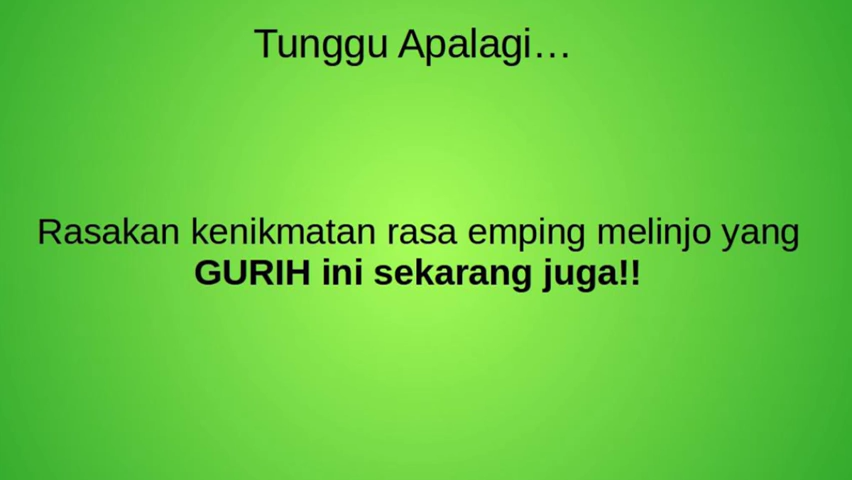 Tunggu Apalagi…
Rasakan kenikmatan rasa emping melinjo yang
GURIH ini sekarang juga!!